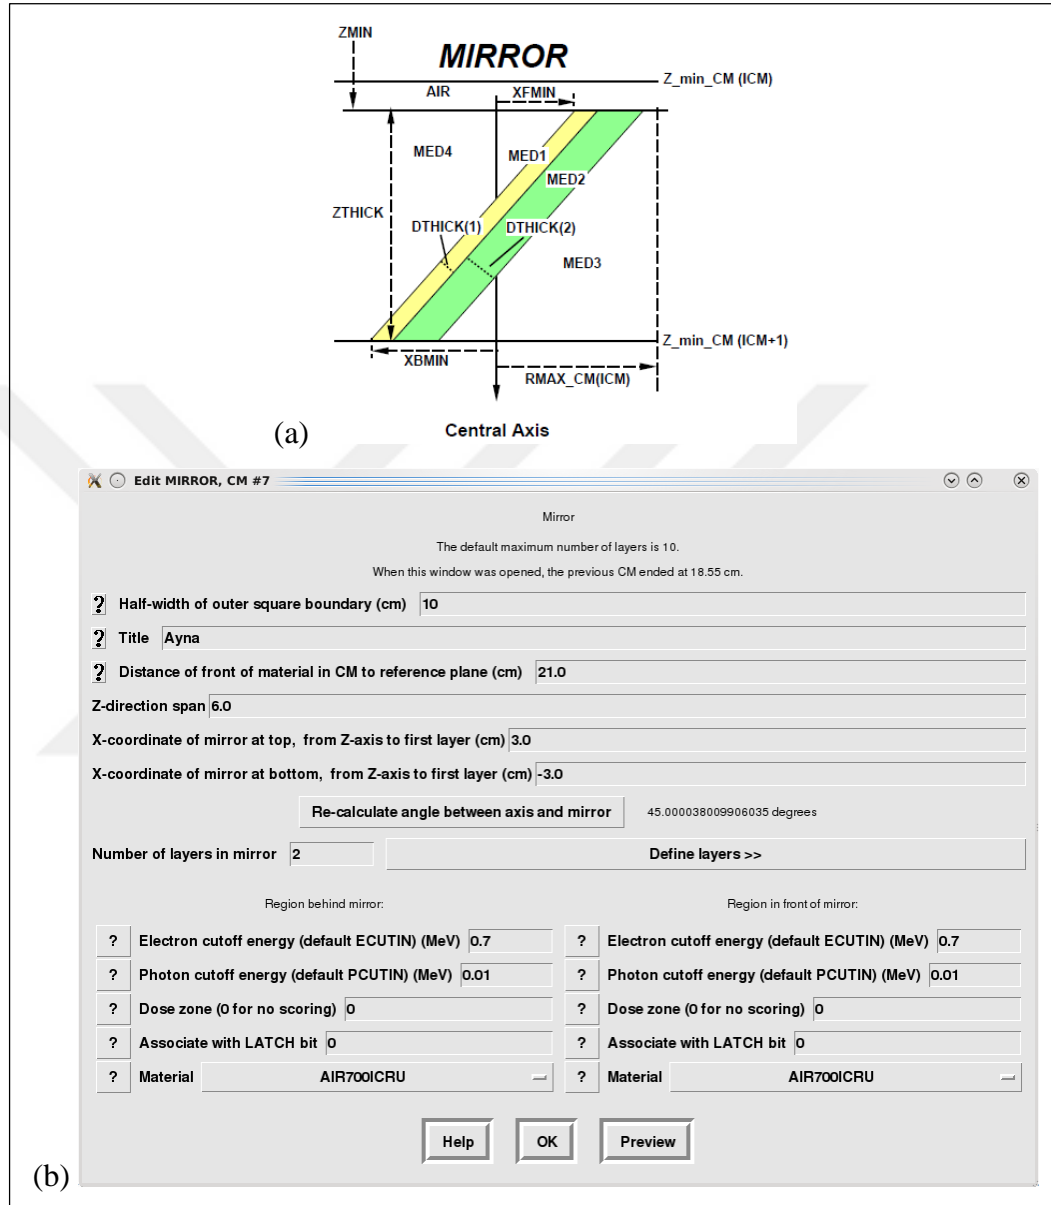 ZMIN
MIRROR
Z_min_CM (ICM)
AIR
XFMIN
MED4
MED1
MED2
ZTHICK
DTHICK(1)
DTHICK(2)
MED3
Z_min_CM (ICM+1)
XBMIN
RMAX_CM(ICM)
(a)
Central Axis
Edit MIRROR, CM #7
Mirror
The default maximum number of layers is 10.
When this window was opened, the previous CM ended at 18.55 cm.
? Half-width of outer square boundary (cm) 10
? Title Ayna
? Distance of front of material in CM to reference plane (cm) 21.0
Z-direction span 6.0
X-coordinate of mirror at top, from Z-axis to first layer (cm) 3.0
X-coordinate of mirror at bottom, from Z-axis to first layer (cm) -3.0
Re-calculate angle between axis and mirror 45.000038009906035 degrees
Number of layers in mirror 2 Define layers >>
Region behind mirror: Region in front of mirror:
? Electron cutoff energy (default ECUTIN) (MeV) 0.7 ? Electron cutoff energy (default ECUTIN) (MeV) 0.7
? Photon cutoff energy (default PCUTIN) (MeV) 0.01 ? Photon cutoff energy (default PCUTIN) (MeV) 0.01
? Dose zone (0 for no scoring) 0 ? Dose zone (0 for no scoring) 0
? Associate with LATCH bit 0 ? Associate with LATCH bit 0
? Material AIR700ICRU ? Material AIR700ICRU
Help OK Preview
(b)